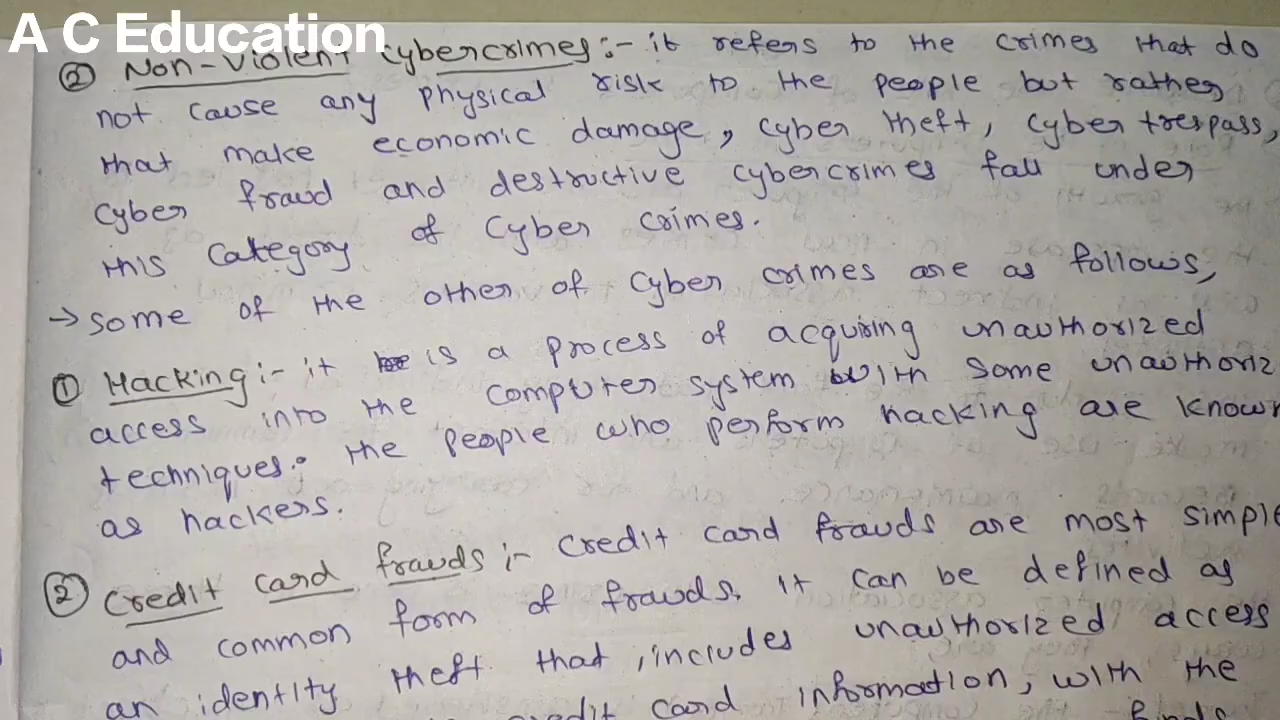 A C Education
② Non-Violent cybercrimes:- it refers to the crimes that do
not cause any physical risk to the people but rather
that make economic damage, cyber theft, cyber trespass,
cyber fraud and destructive cybercrimes fall under
this category of cyber crimes.
→ some of the other of cyber crimes are as follows,
① Hacking:- it is a process of acquiring unauthorized
access into the computer system with some unauthoriz
techniques. the people who perform hacking are known
as hackers.
② Credit card frauds:- credit card frauds are most simple
and common form of frauds. it can be defined as
an identity theft that, includes unauthorized access
credit card information, with the